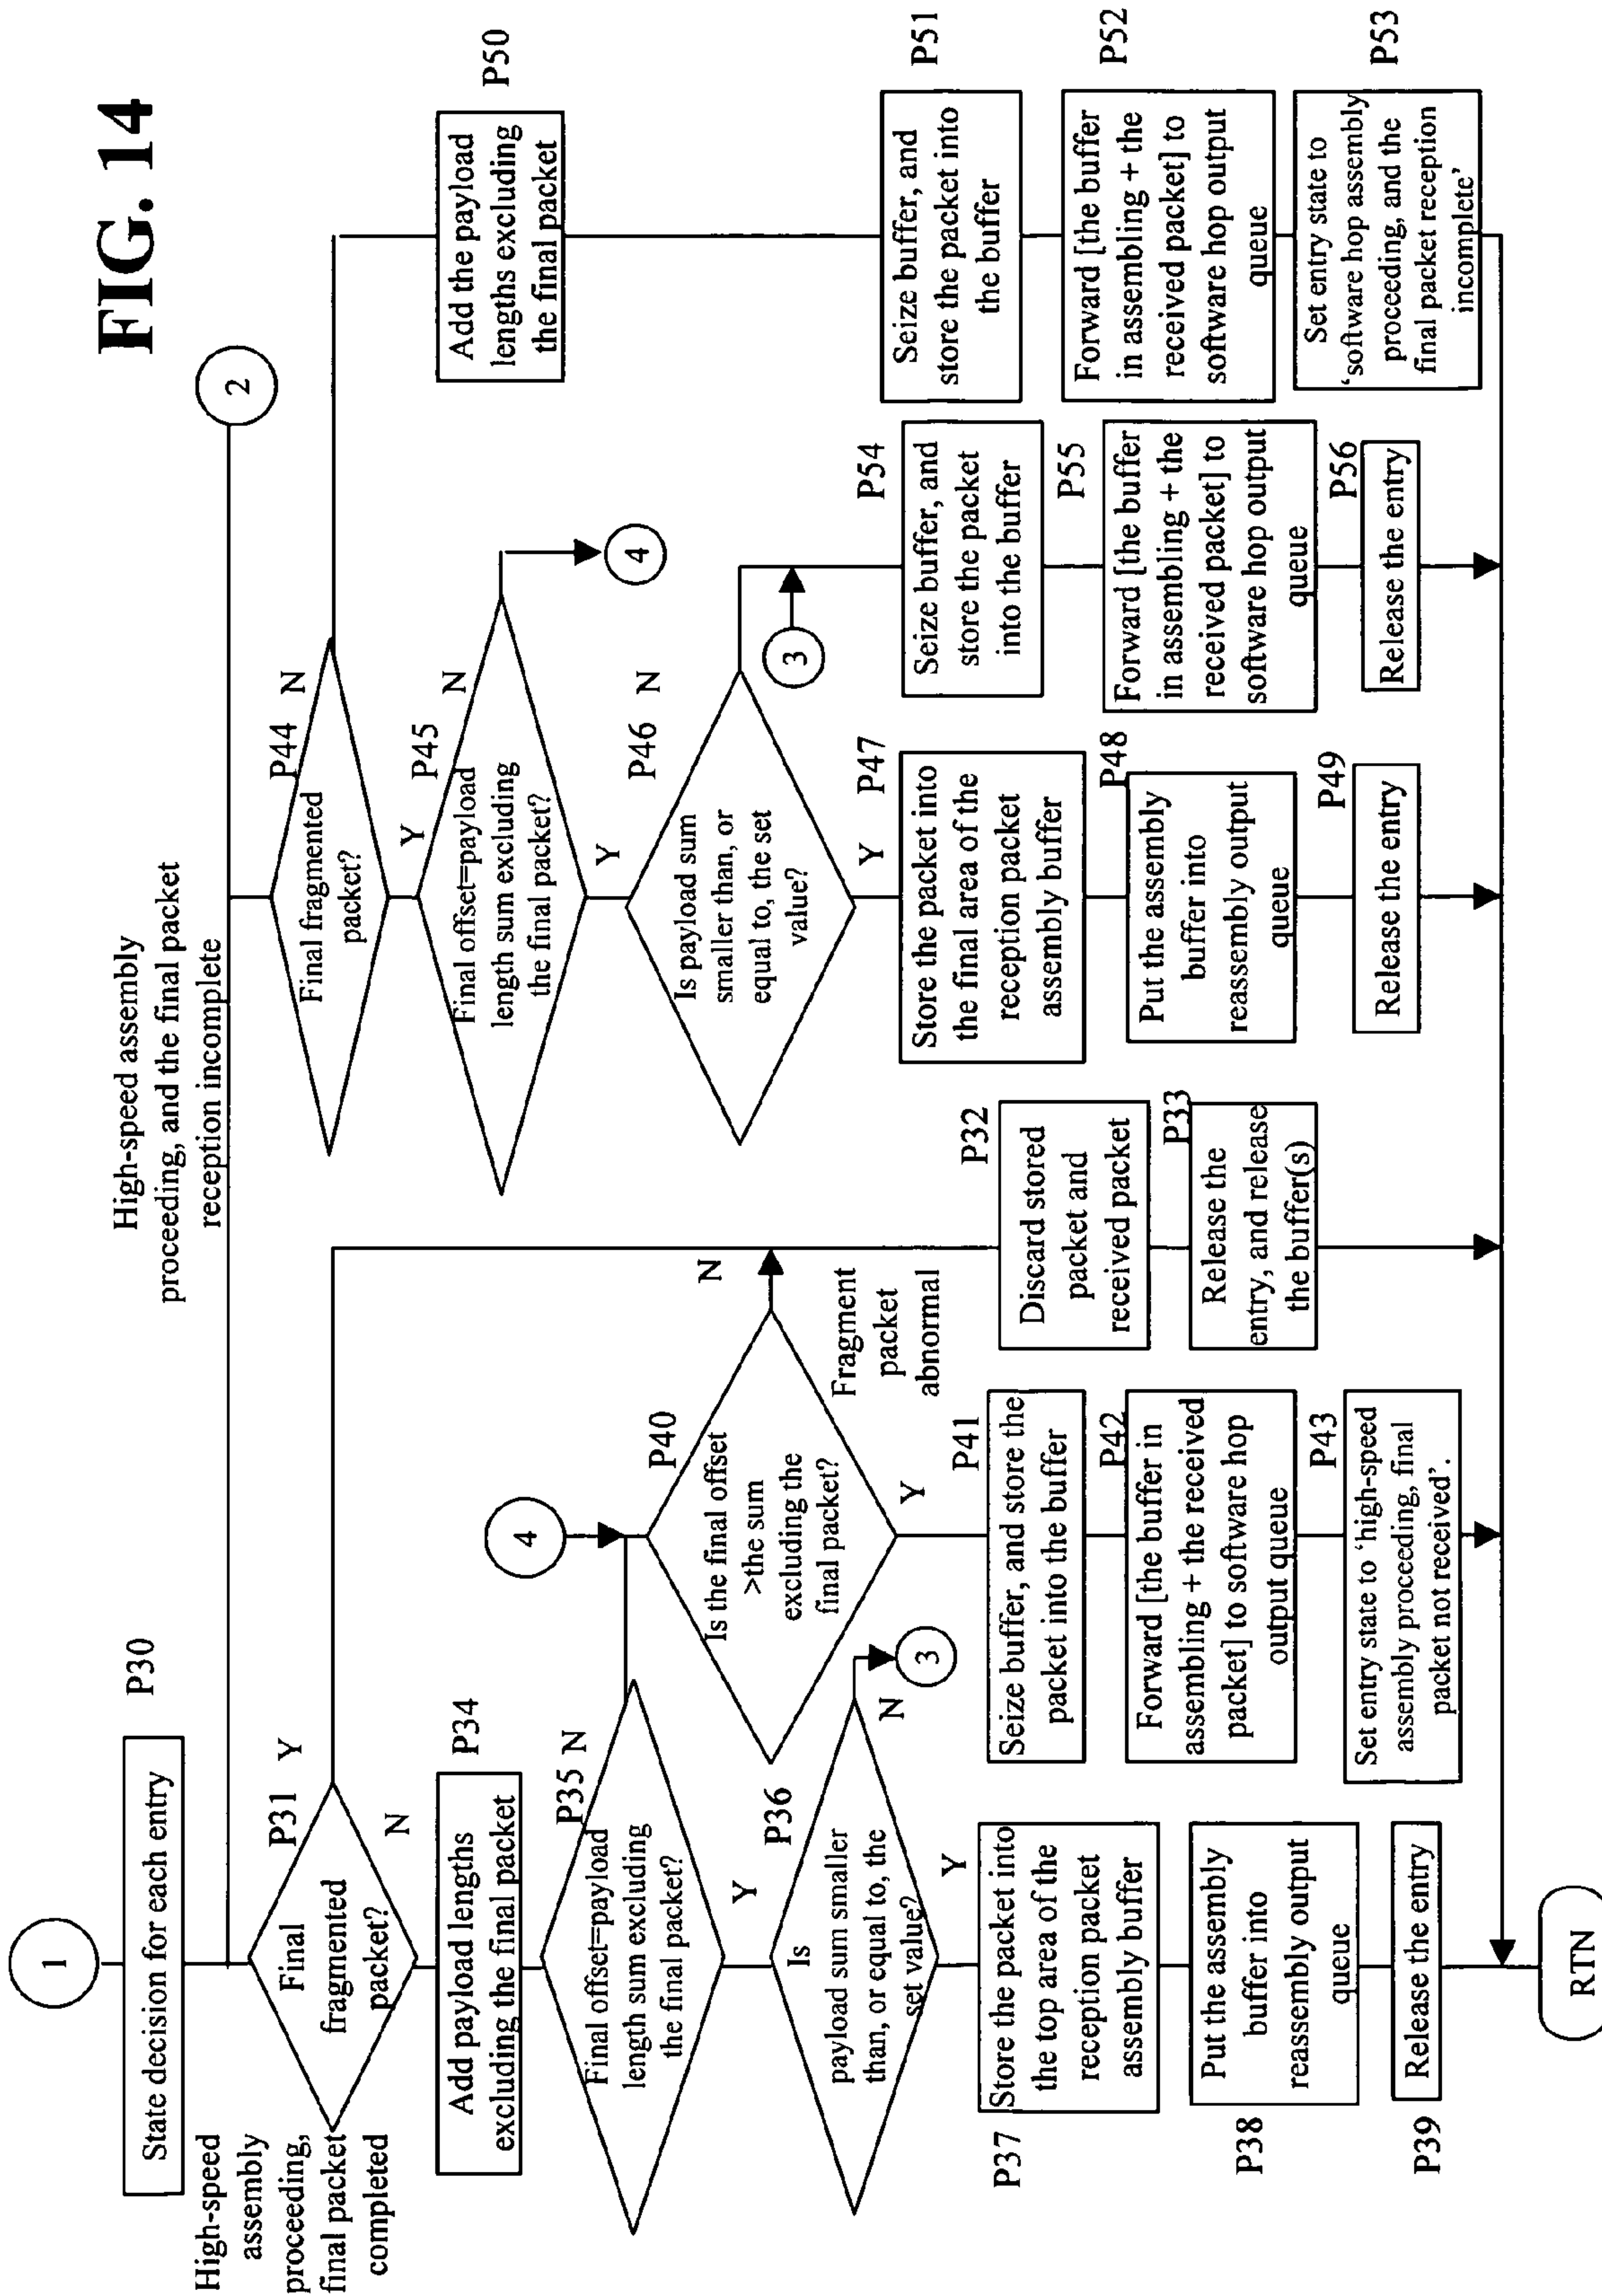 FIG. 14
1
State decision for each entry
P30
High-speed
assembly
proceeding,
final packet
completed
High-speed assembly
proceeding, and the final packet
reception incomplete
2
Final
fragmented
packet?
P31
Y
N
Add payload lengths
excluding the final packet
P34
Final offset=payload
length sum excluding
the final packet?
P35
N
Y
Is
payload sum smaller
than, or equal to, the
set value?
P36
N
Y
3
Store the packet into
the top area of the
reception packet
assembly buffer
P37
Put the assembly
buffer into
reassembly output
queue
P38
Release the entry
P39
4
Is the final offset
>the sum
excluding the
final packet?
P40
N
Y
Fragment
packet
abnormal
Seize buffer, and store the
packet into the buffer
P41
Forward [the buffer in
assembling + the received
packet] to software hop
output queue
P42
Set entry state to ‘high-speed
assembly proceeding, final
packet not received’.
P43
Discard stored
packet and
received packet
P32
Release the
entry, and release
the buffer(s)
P33
Final fragmented
packet?
P44
N
Y
Final offset=payload
length sum excluding
the final packet?
P45
N
Y
4
Is payload sum
smaller than, or
equal to, the set
value?
P46
N
Y
3
Store the packet into
the final area of the
reception packet
assembly buffer
P47
Put the assembly
buffer into
reassembly output
queue
P48
Release the entry
P49
Seize buffer, and
store the packet
into the buffer
P54
Forward [the buffer
in assembling + the
received packet] to
software hop output
queue
P55
Release the entry
P56
Add the payload
lengths excluding
the final packet
P50
Seize buffer, and
store the packet into
the buffer
P51
Forward [the buffer
in assembling + the
received packet] to
software hop output
queue
P52
Set entry state to
‘software hop assembly
proceeding, and the
final packet reception
incomplete’
P53
RTN